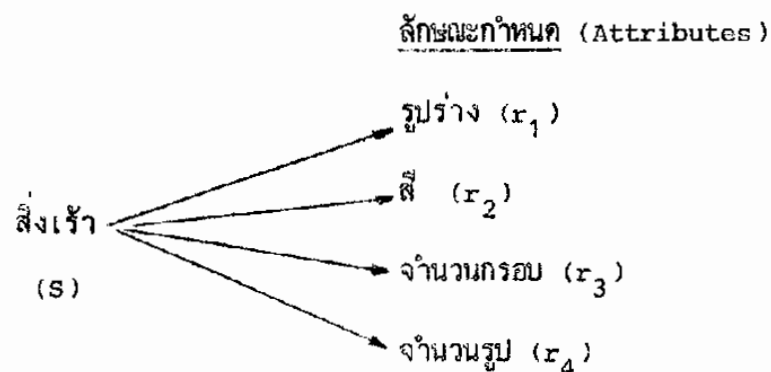 ลักษณะกำหนด (Attributes)
รูปร่าง (r₁)
สี (r₂)
สิ่งเร้า
(S)
จำนวนกรอบ (r₃)
จำนวนรูป (r₄)